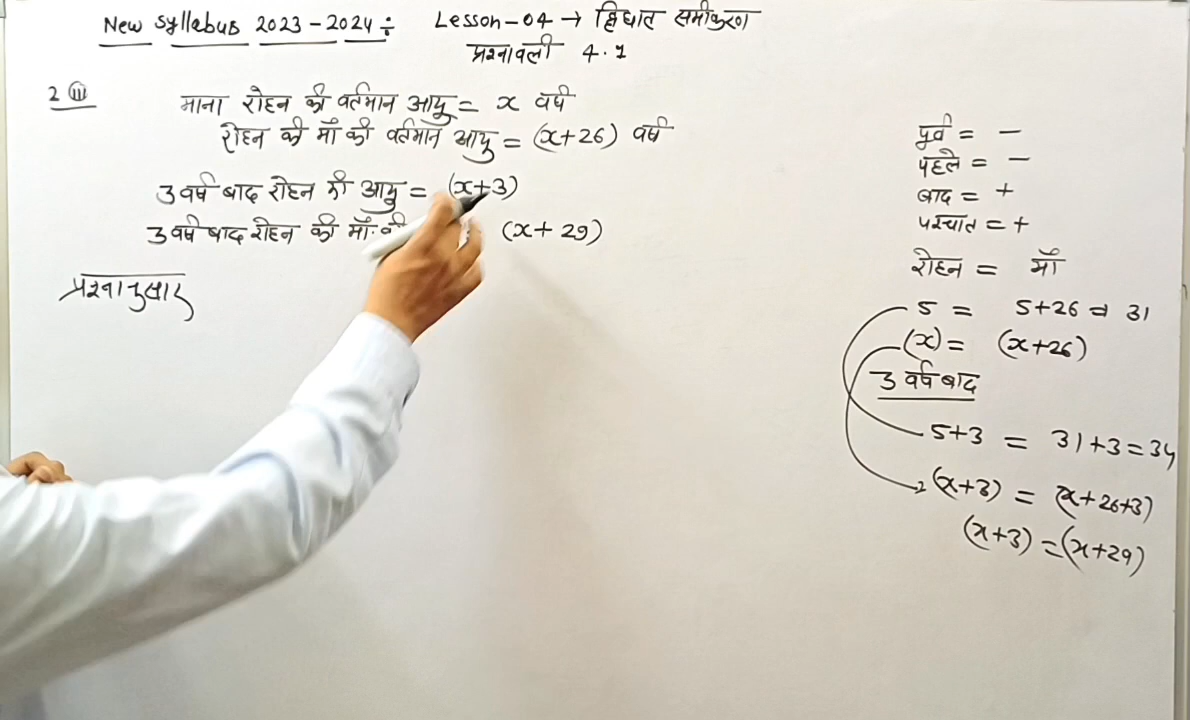 New Syllabus 2023-2024 ÷ Lesson-04 → द्विघात समीकरण
प्रश्नावली 4.1
2 (iii)
माना रोहन की वर्तमान आयु = x वर्ष
रोहन की माँ की वर्तमान आयु = (x+26) वर्ष
3 वर्ष बाद रोहन की आयु = (x+3)
3 वर्ष बाद रोहन की माँ की (x+29)
प्रश्नानुसार
पूर्व = -
पहले = -
बाद = +
पश्चात = +
रोहन = माँ
5 = 5+26 = 31
(x) = (x+26)
3 वर्ष बाद
5+3 = 31+3=34
(x+3) = (x+26+3)
(x+3) = (x+29)